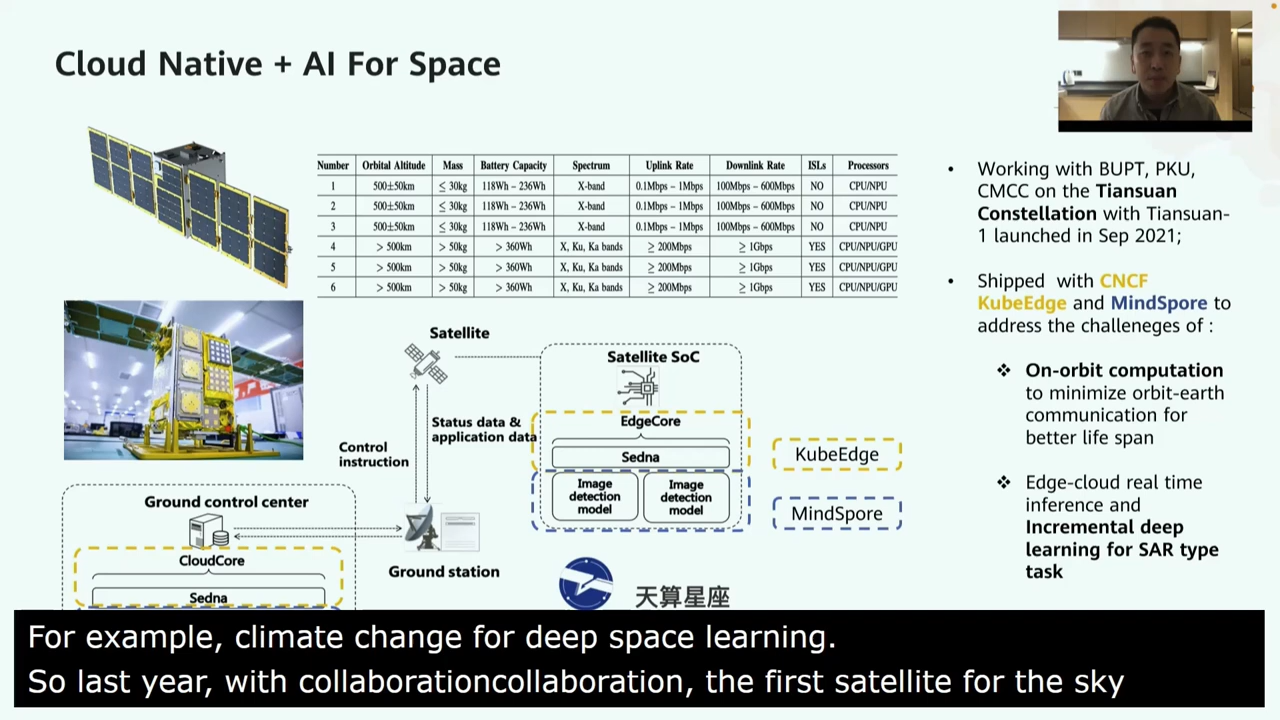 Cloud Native + AI For Space
Number Orbital Altitude Mass Battery Capacity Spectrum Uplink Rate Downlink Rate ISLs Processors
1 500±50km ≤ 30kg 118Wh – 236Wh X-band 0.1Mbps – 1Mbps 100Mbps – 600Mbps NO CPU/NPU
2 500±50km ≤ 30kg 118Wh – 236Wh X-band 0.1Mbps – 1Mbps 100Mbps – 600Mbps NO CPU/NPU
3 500±50km ≤ 30kg 118Wh – 236Wh X-band 0.1Mbps – 1Mbps 100Mbps – 600Mbps NO CPU/NPU
4 > 500km > 50kg > 360Wh X, Ku, Ka bands ≥ 200Mbps ≥ 1Gbps YES CPU/NPU/GPU
5 > 500km > 50kg > 360Wh X, Ku, Ka bands ≥ 200Mbps ≥ 1Gbps YES CPU/NPU/GPU
6 > 500km > 50kg > 360Wh X, Ku, Ka bands ≥ 200Mbps ≥ 1Gbps YES CPU/NPU/GPU
Satellite
Satellite SoC
EdgeCore
Sedna
Image
detection
model
Image
detection
model
Status data &
application data
Control
instruction
Ground control center
CloudCore
Sedna
Ground station
天算星座
KubeEdge
MindSpore
• Working with BUPT, PKU,
CMCC on the Tiansuan
Constellation with Tiansuan-
1 launched in Sep 2021;
• Shipped with CNCF
KubeEdge and MindSpore to
address the challeneges of :
❖ On-orbit computation
to minimize orbit-earth
communication for
better life span
❖ Edge-cloud real time
inference and
Incremental deep
learning for SAR type
task
For example, climate change for deep space learning.
So last year, with collaborationcollaboration, the first satellite for the sky